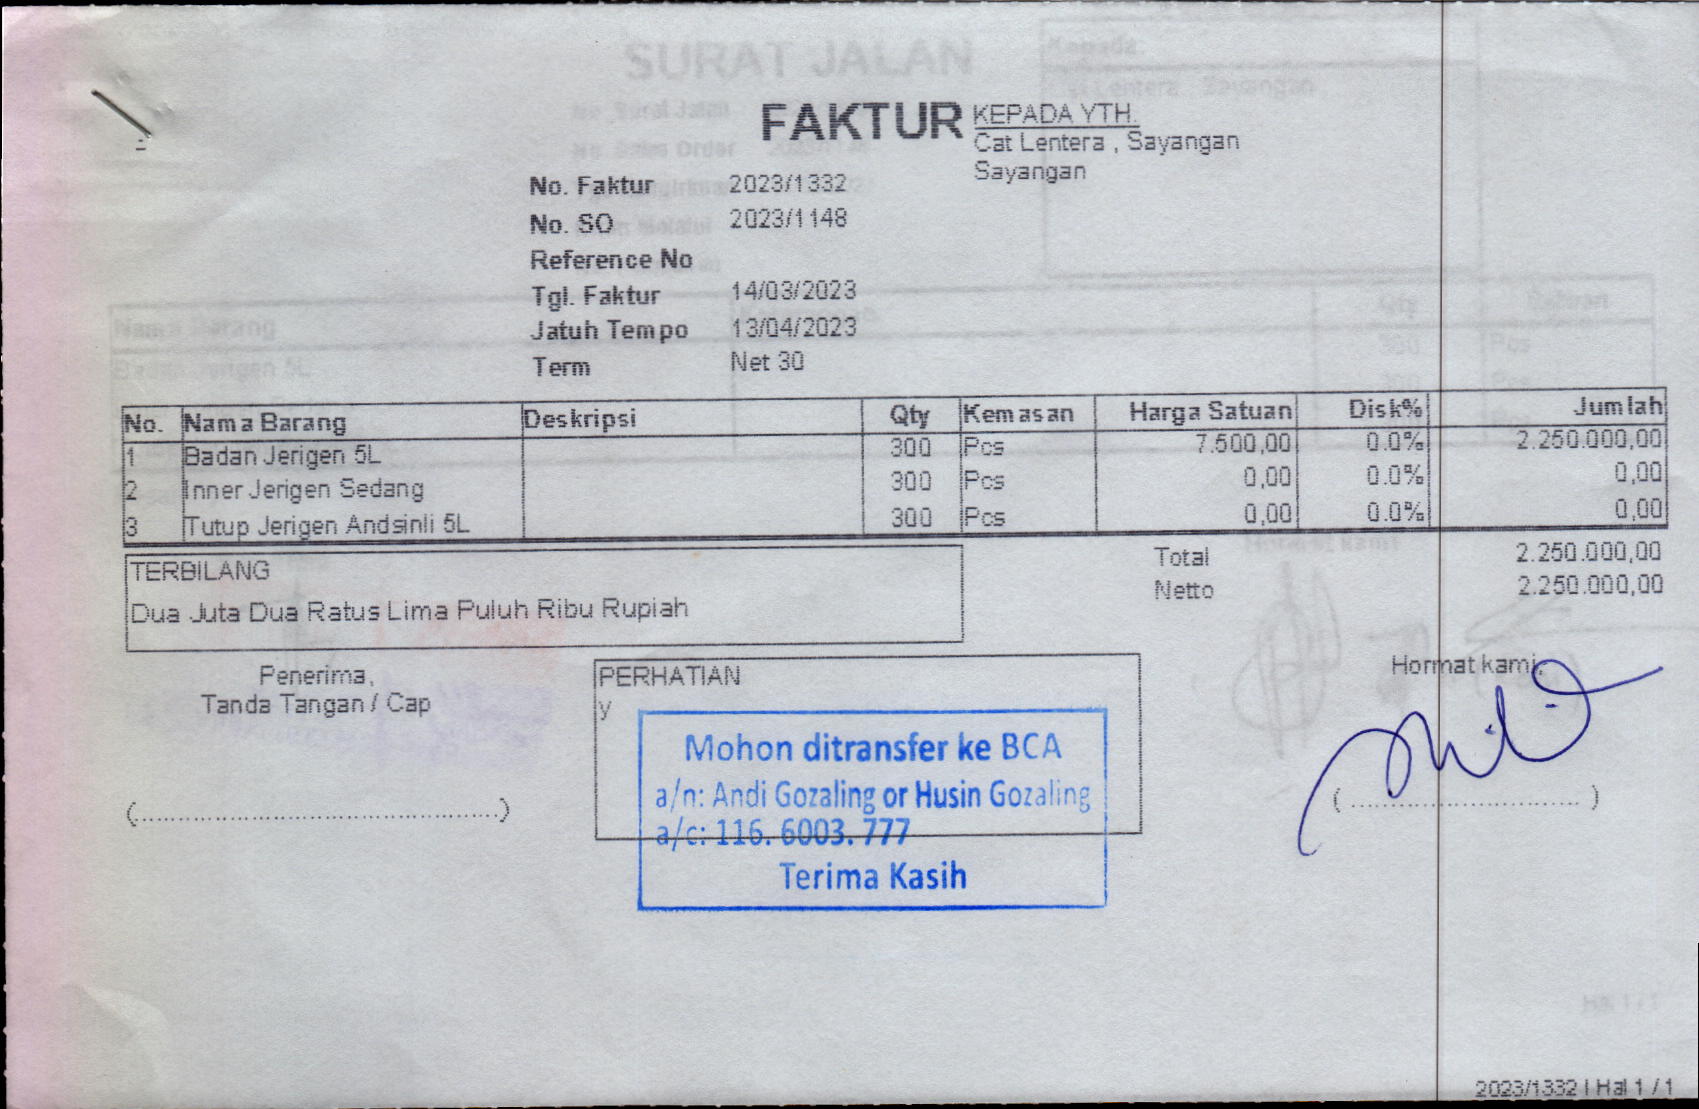 SURAT JALAN
Kepada:
FAKTUR
KEPADA YTH.
Cat Lentera , Sayangan
Sayangan
No. Faktur 2023/1332
No. SO 2023/1148
Reference No
Tgl. Faktur 14/03/2023
Jatuh Tempo 13/04/2023
Term Net 30
No. Nama Barang Deskripsi Qty Kemasan Harga Satuan Disk% Jumlah
1 Badan Jerigen 5L 300 Pcs 7.500,00 0.0% 2.250.000,00
2 Inner Jerigen Sedang 300 Pcs 0,00 0.0% 0,00
3 Tutup Jerigen Andsinli 5L 300 Pcs 0,00 0.0% 0,00
Total 2.250.000,00
Netto 2.250.000,00
TERBILANG
Dua Juta Dua Ratus Lima Puluh Ribu Rupiah
Penerima,
Tanda Tangan / Cap
(................................................)
PERHATIAN
y
Mohon ditransfer ke BCA
a/n: Andi Gozaling or Husin Gozaling
a/c: 116. 6003. 777
Terima Kasih
Hormat kami,
( .............................. )
2023/1332 | Hal 1 / 1